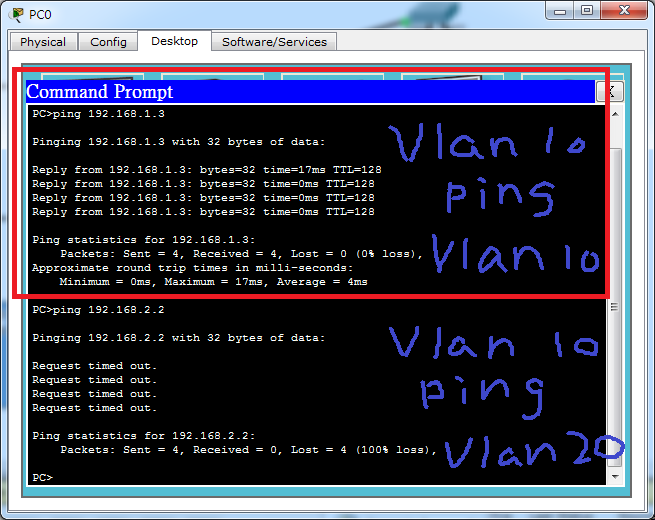 PC0
Physical Config Desktop Software/Services
Command Prompt X
PC>ping 192.168.1.3
Pinging 192.168.1.3 with 32 bytes of data:
Reply from 192.168.1.3: bytes=32 time=17ms TTL=128
Reply from 192.168.1.3: bytes=32 time=0ms TTL=128
Reply from 192.168.1.3: bytes=32 time=0ms TTL=128
Reply from 192.168.1.3: bytes=32 time=0ms TTL=128
Ping statistics for 192.168.1.3:
Packets: Sent = 4, Received = 4, Lost = 0 (0% loss),
Approximate round trip times in milli-seconds:
Minimum = 0ms, Maximum = 17ms, Average = 4ms
Vlan 10
ping
Vlan 10
PC>ping 192.168.2.2
Pinging 192.168.2.2 with 32 bytes of data:
Request timed out.
Request timed out.
Request timed out.
Request timed out.
Ping statistics for 192.168.2.2:
Packets: Sent = 4, Received = 0, Lost = 4 (100% loss),
PC>
Vlan 10
ping
Vlan 20